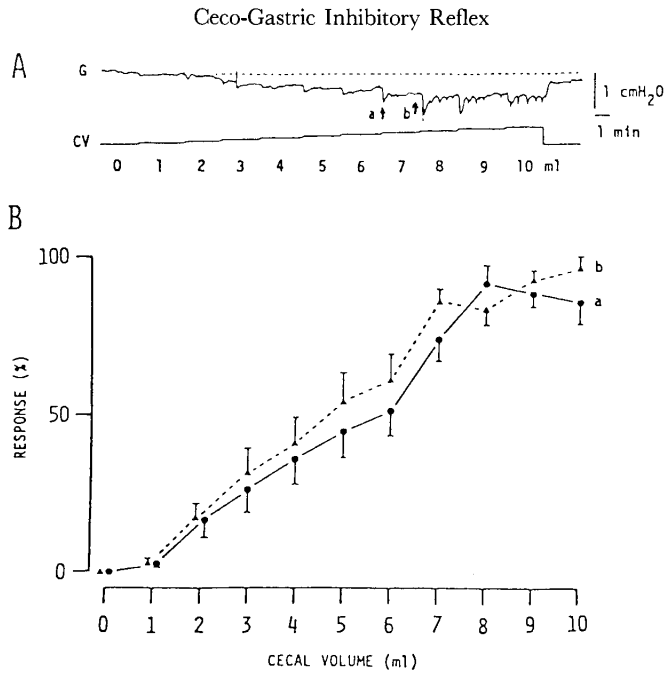 Ceco-Gastric Inhibitory Reflex
A
G
a b
1 cmH2O
1 min
CV
0 1 2 3 4 5 6 7 8 9 10 ml
B
100
50
0
RESPONSE (%)
b
a
0 1 2 3 4 5 6 7 8 9 10
CECAL VOLUME (ml)